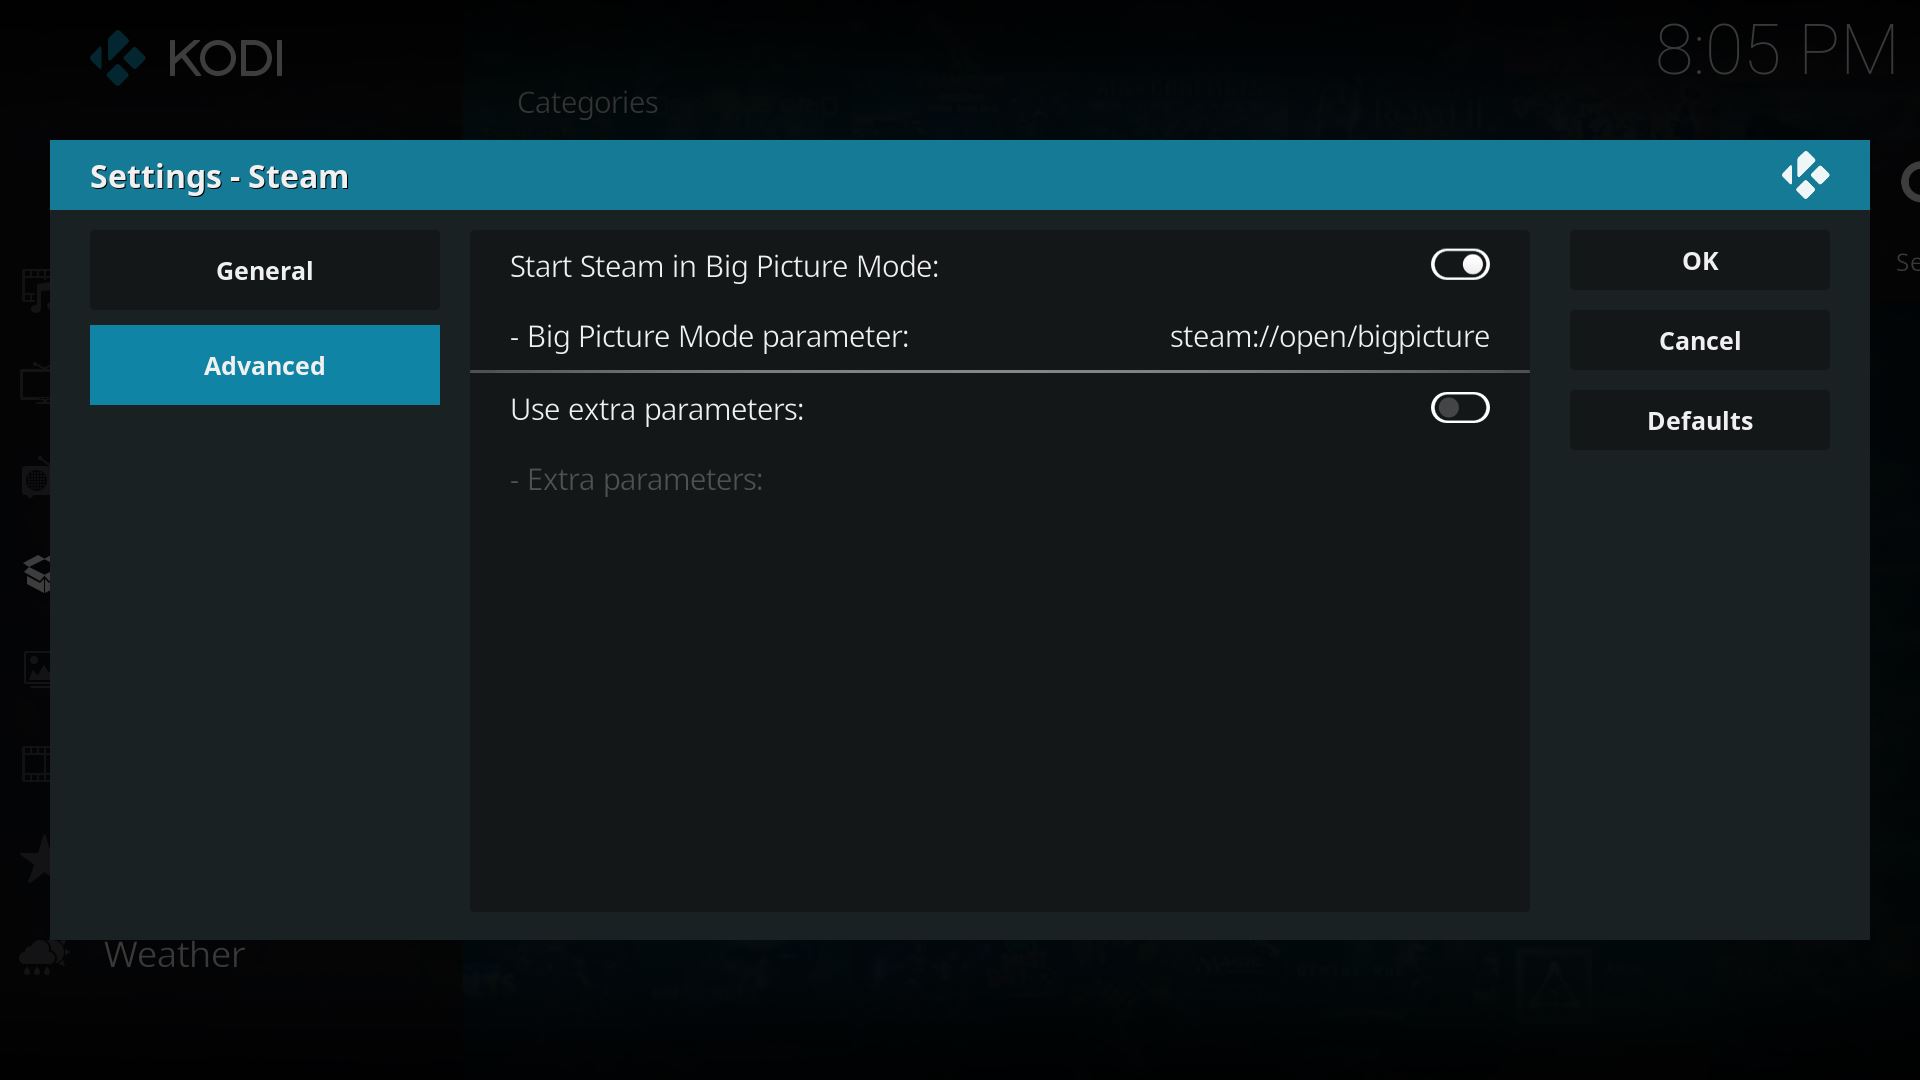 KODI
8:05 PM
Categories
Settings - Steam
General
Advanced
Start Steam in Big Picture Mode:
- Big Picture Mode parameter: steam://open/bigpicture
Use extra parameters:
- Extra parameters:
OK
Cancel
Defaults
Se
Weather